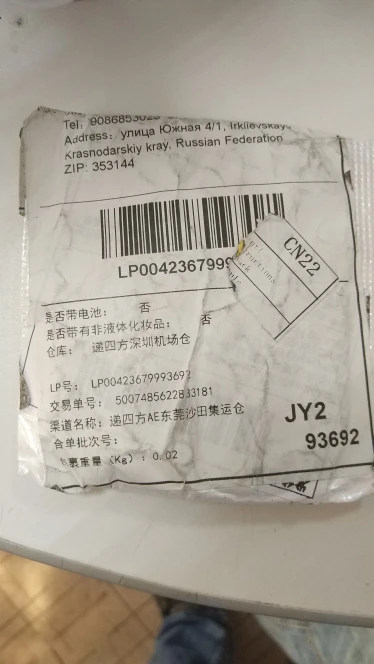 Tel: 9086853023
Address: улица Южная 4/1, Irklievskaya,
Krasnodarskiy kray, Russian Federation
ZIP: 353144
LP004236799
CN22
是否带电池: 否
是否带有非液体化妆品: 否
仓库: 递四方深圳机场仓
LP号: LP00423679993692
交易单号: 5007485622833181
渠道名称: 递四方AE东莞沙田集运仓
合单批次号:
JY2
93692
包裹重量 (Kg) : 0.02